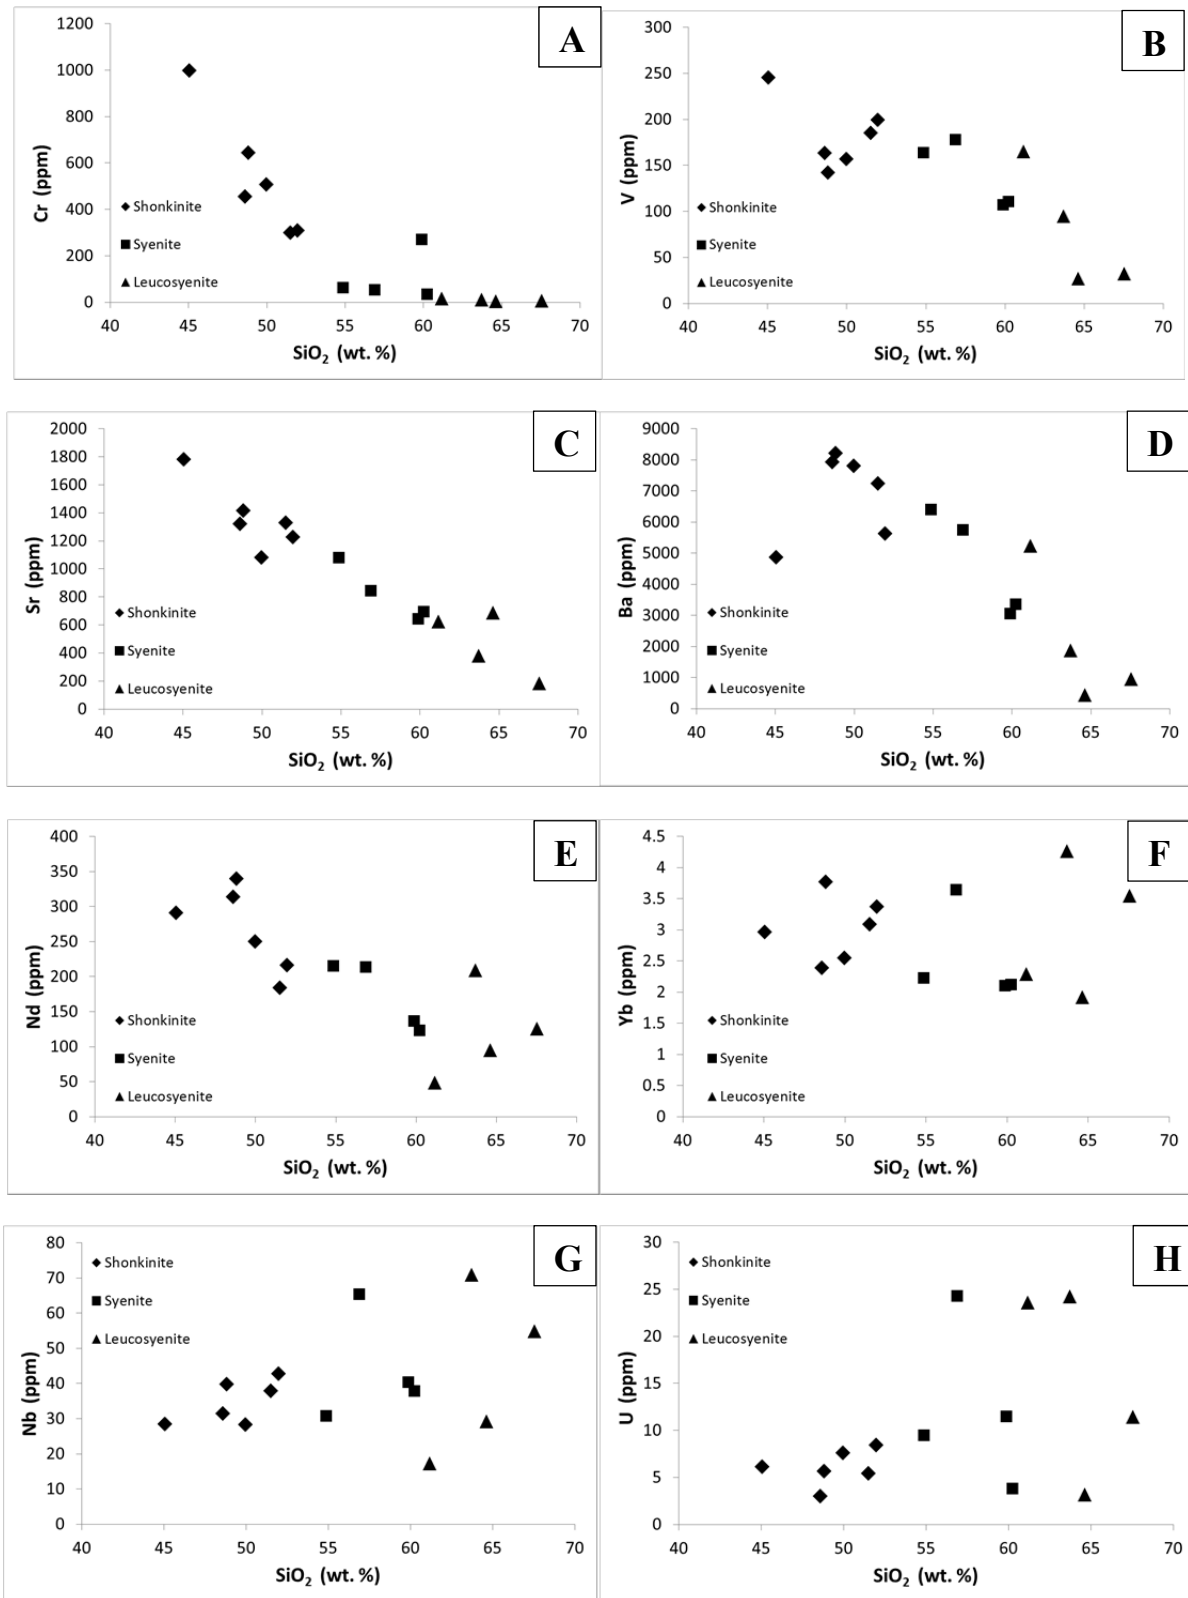 A
1200
1000
800
600
400
200
0
Cr (ppm)
Shonkinite
Syenite
Leucosyenite
40 45 50 55 60 65 70
SiO2 (wt. %)
B
300
250
200
150
100
50
0
V (ppm)
Shonkinite
Syenite
Leucosyenite
40 45 50 55 60 65 70
SiO2 (wt. %)
C
2000
1800
1600
1400
1200
1000
800
600
400
200
0
Sr (ppm)
Shonkinite
Syenite
Leucosyenite
40 45 50 55 60 65 70
SiO2 (wt. %)
D
9000
8000
7000
6000
5000
4000
3000
2000
1000
0
Ba (ppm)
Shonkinite
Syenite
Leucosyenite
40 45 50 55 60 65 70
SiO2 (wt. %)
E
400
350
300
250
200
150
100
50
0
Nd (ppm)
Shonkinite
Syenite
Leucosyenite
40 45 50 55 60 65 70
SiO2 (wt. %)
F
4.5
4
3.5
3
2.5
2
1.5
1
0.5
0
Yb (ppm)
Shonkinite
Syenite
Leucosyenite
40 45 50 55 60 65 70
SiO2 (wt. %)
G
80
70
60
50
40
30
20
10
0
Nb (ppm)
Shonkinite
Syenite
Leucosyenite
40 45 50 55 60 65 70
SiO2 (wt. %)
H
30
25
20
15
10
5
0
U (ppm)
Shonkinite
Syenite
Leucosyenite
40 45 50 55 60 65 70
SiO2 (wt. %)